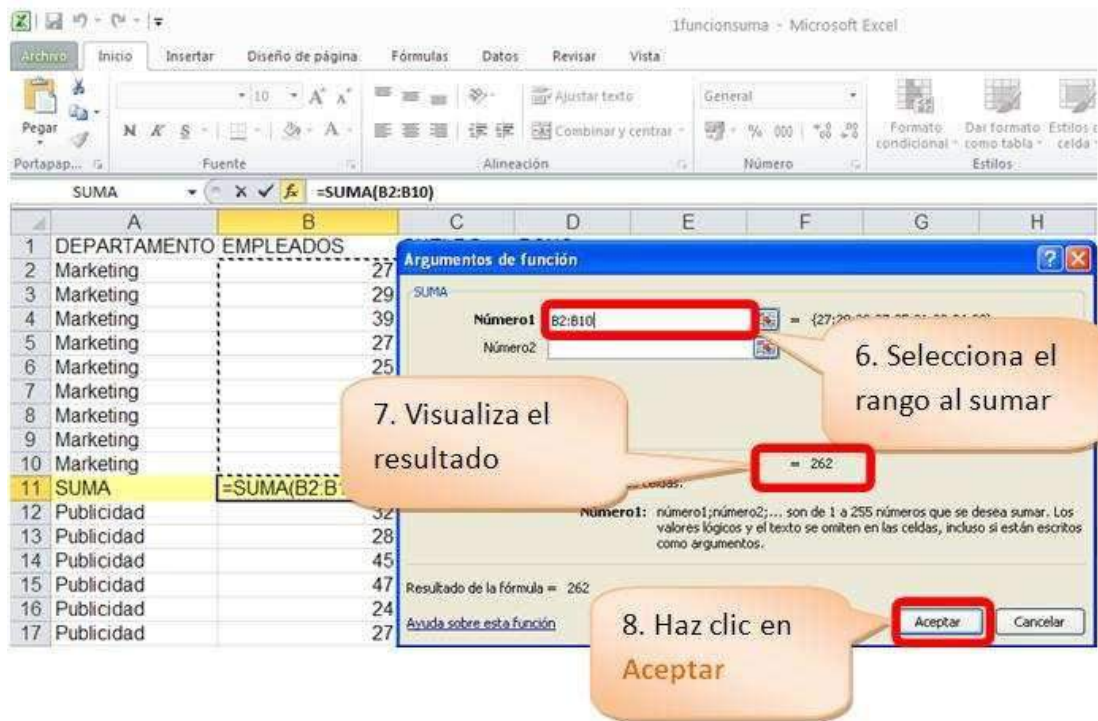 1funcionsuma - Microsoft Excel
Archivo Inicio Insertar Diseño de página Fórmulas Datos Revisar Vista
Pegar
10 A A
Ajustar texto
General
N K S
Combinar y centrar
% 000
Formato condicional
Dar formato como tabla
Estilos celda
Portapap... Fuente Alineación Número Estilos
SUMA =SUMA(B2:B10)
A B C D E F G H
1 DEPARTAMENTO EMPLEADOS
2 Marketing 27
3 Marketing 29
4 Marketing 39
5 Marketing 27
6 Marketing 25
7 Marketing
8 Marketing
9 Marketing
10 Marketing
11 SUMA =SUMA(B2:B
12 Publicidad 32
13 Publicidad 28
14 Publicidad 45
15 Publicidad 47
16 Publicidad 24
17 Publicidad 27
Argumentos de función
SUMA
Número1 B2:B10
Número2
6. Selecciona el
rango al sumar
7. Visualiza el
resultado
= 262
celdas.
Número1: número1;número2;... son de 1 a 255 números que se desea sumar. Los
valores lógicos y el texto se omiten en las celdas, incluso si están escritos
como argumentos.
Resultado de la fórmula = 262
Ayuda sobre esta función
Aceptar Cancelar
8. Haz clic en
Aceptar